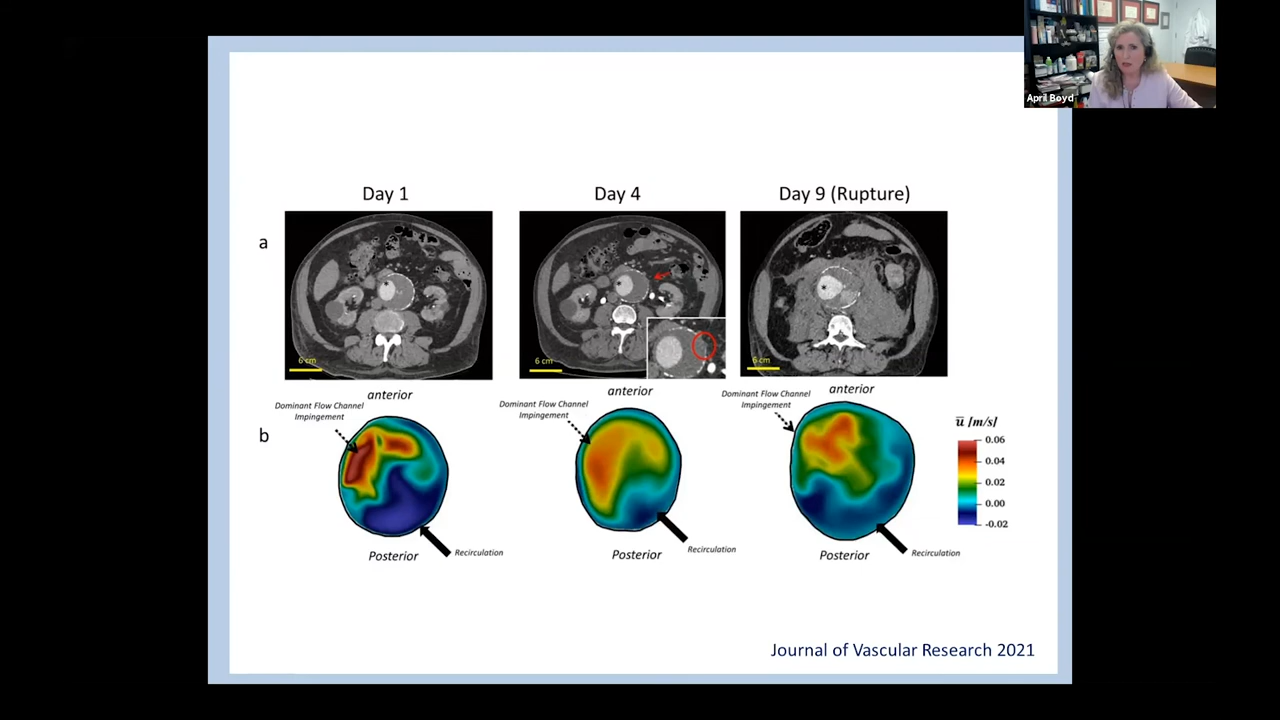 April Boyd
Day 1
Day 4
Day 9 (Rupture)
a
6 cm
6 cm
6 cm
anterior
anterior
anterior
Dominant Flow Channel
Impingement
Dominant Flow Channel
Impingement
Dominant Flow Channel
Impingement
b
u̅ [m/s]
0.06
0.04
0.02
0.00
-0.02
Recirculation
Recirculation
Recirculation
Posterior
Posterior
Posterior
Journal of Vascular Research 2021